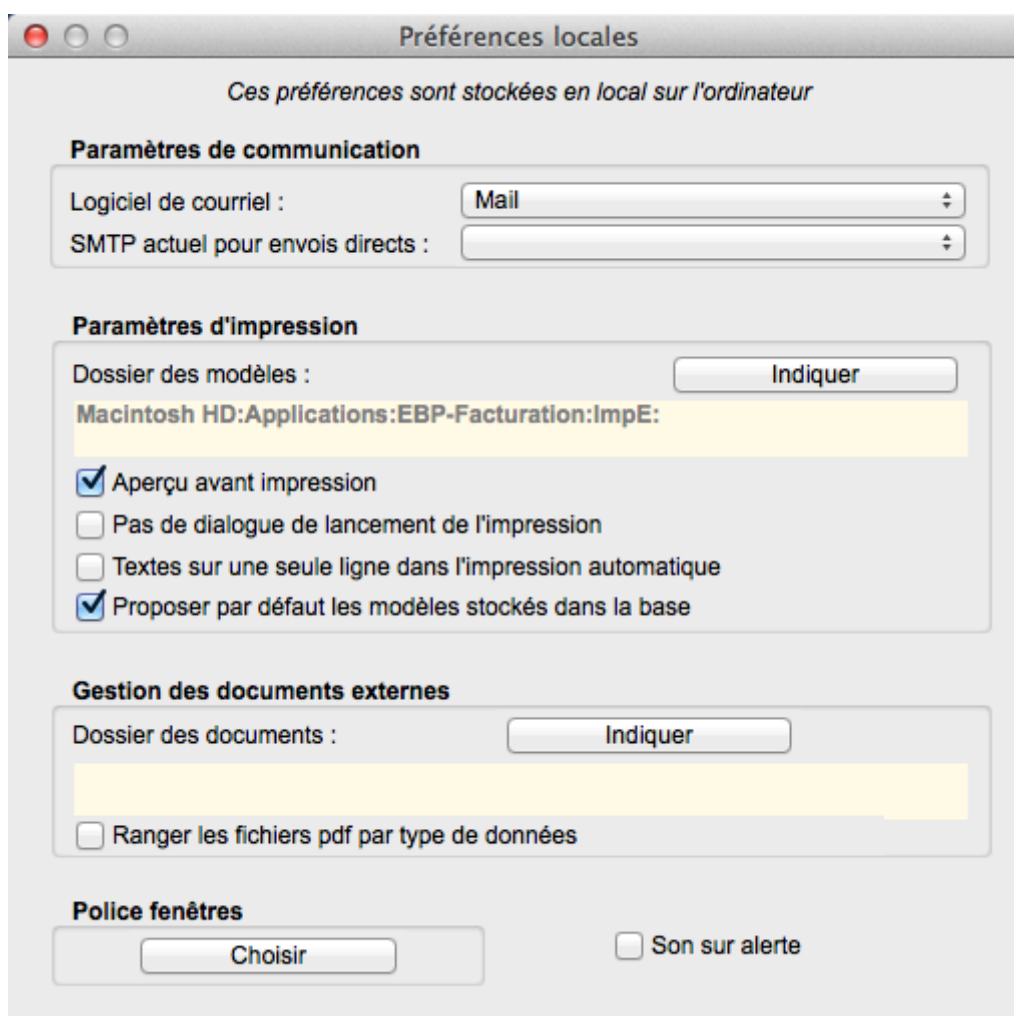 Préférences locales
Ces préférences sont stockées en local sur l'ordinateur
Paramètres de communication
Logiciel de courriel : Mail
SMTP actuel pour envois directs :
Paramètres d'impression
Dossier des modèles : Indiquer
Macintosh HD:Applications:EBP-Facturation:ImpE:
Aperçu avant impression
Pas de dialogue de lancement de l'impression
Textes sur une seule ligne dans l'impression automatique
Proposer par défaut les modèles stockés dans la base
Gestion des documents externes
Dossier des documents : Indiquer
Ranger les fichiers pdf par type de données
Police fenêtres
Choisir Son sur alerte